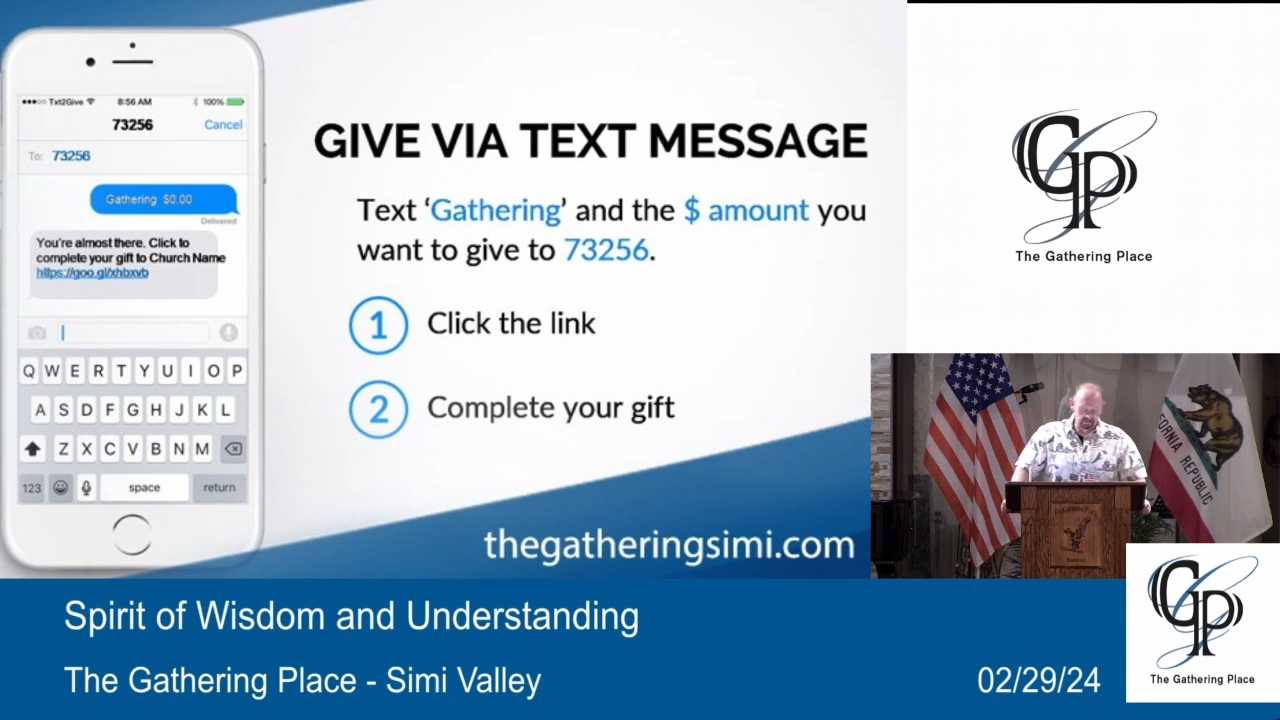 Txt2Give
8:56 AM
100%
73256
Cancel
To: 73256
Gathering $0.00
Delivered
You're almost there. Click to
complete your gift to Church Name
https://goo.gl/xhbxvb
Q W E R T Y U I O P
A S D F G H J K L
Z X C V B N M
123
space
return
GIVE VIA TEXT MESSAGE
Text ‘Gathering’ and the $ amount you
want to give to 73256.
1 Click the link
2 Complete your gift
thegatheringsimi.com
GP
The Gathering Place
FORNIA REPUBLIC
Spirit of Wisdom and Understanding
The Gathering Place - Simi Valley
02/29/24
GP
The Gathering Place